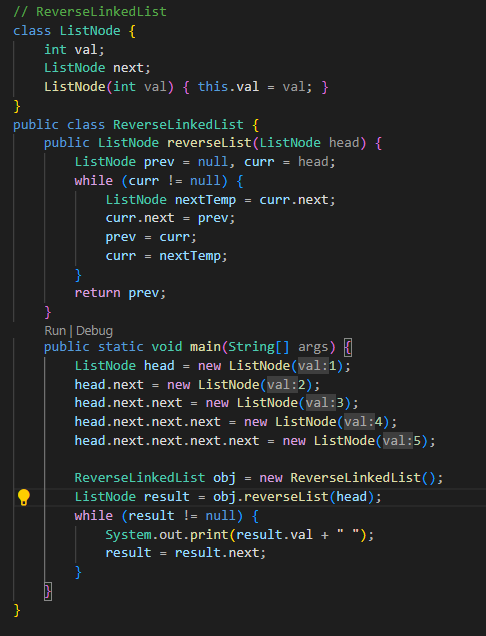 // ReverseLinkedList
class ListNode {
    int val;
    ListNode next;
    ListNode(int val) { this.val = val; }
}
public class ReverseLinkedList {
    public ListNode reverseList(ListNode head) {
        ListNode prev = null, curr = head;
        while (curr != null) {
            ListNode nextTemp = curr.next;
            curr.next = prev;
            prev = curr;
            curr = nextTemp;
        }
        return prev;
    }
    Run | Debug
    public static void main(String[] args) {
        ListNode head = new ListNode(val:1);
        head.next = new ListNode(val:2);
        head.next.next = new ListNode(val:3);
        head.next.next.next = new ListNode(val:4);
        head.next.next.next.next = new ListNode(val:5);

        ReverseLinkedList obj = new ReverseLinkedList();
        ListNode result = obj.reverseList(head);
        while (result != null) {
            System.out.print(result.val + " ");
            result = result.next;
        }
    }
}